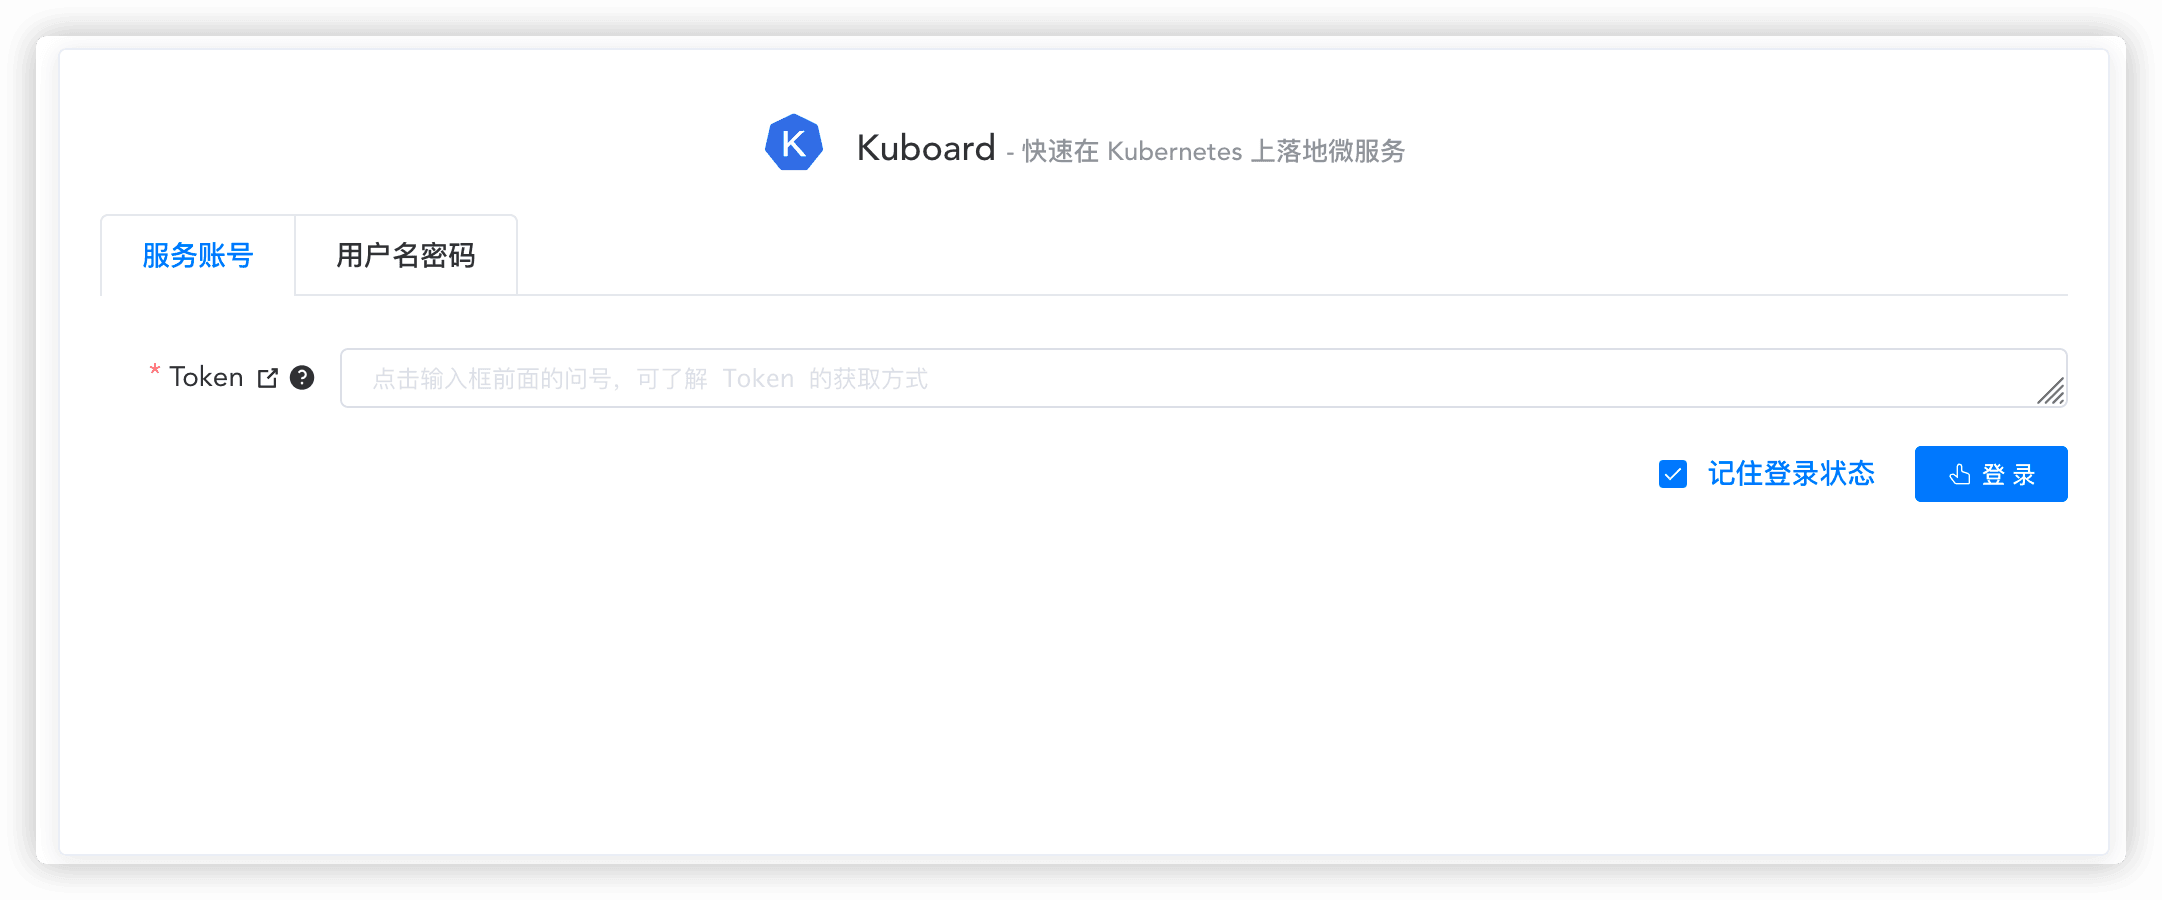 K Kuboard - 快速在 Kubernetes 上落地微服务
服务账号 用户名密码
* Token ? 点击输入框前面的问号，可了解 Token 的获取方式
记住登录状态 登 录